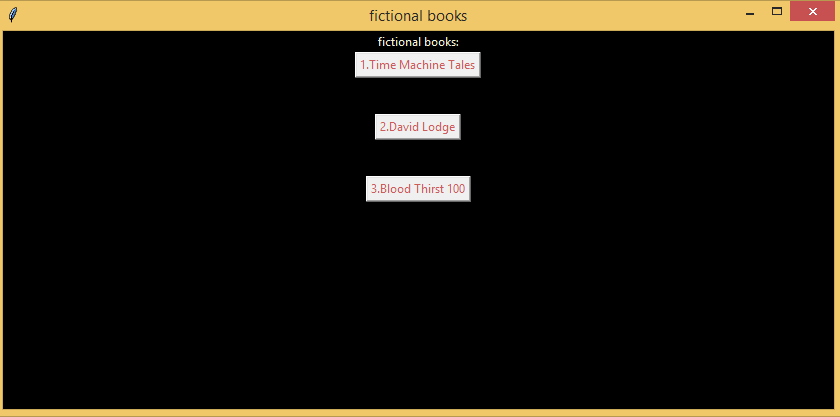 fictional books
fictional books:
1.Time Machine Tales
2.David Lodge
3.Blood Thirst 100